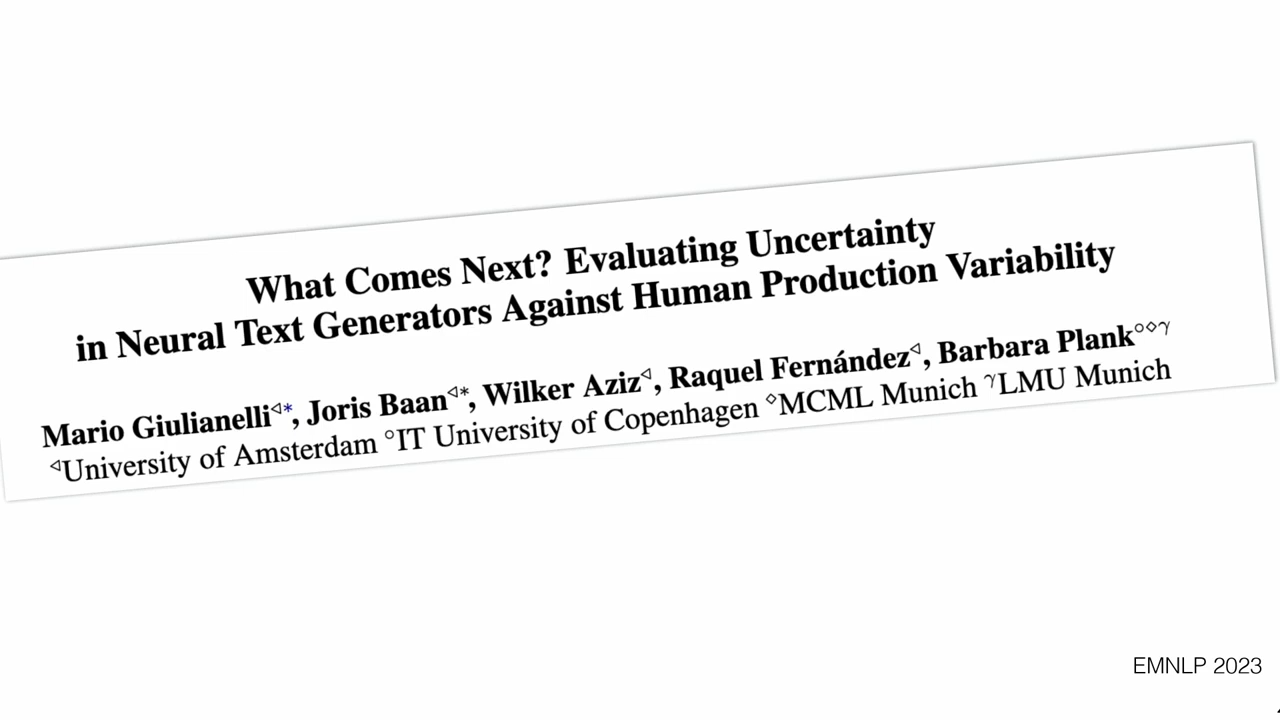 What Comes Next? Evaluating Uncertainty
in Neural Text Generators Against Human Production Variability
Mario Giulianelli◁*, Joris Baan◁*, Wilker Aziz◁, Raquel Fernández◁, Barbara Plank○⋄γ
◁University of Amsterdam ○IT University of Copenhagen ⋄MCML Munich γLMU Munich
EMNLP 2023